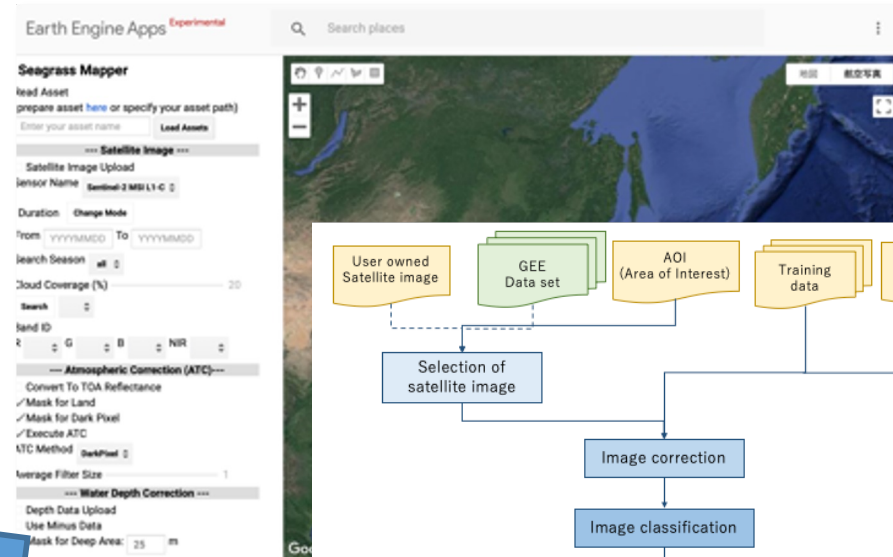 Earth Engine Apps Experimental
Search places
Seagrass Mapper
Read Asset
(prepare asset here or specify your asset path)
Enter your asset name Load Assets
--- Satellite Image ---
Satellite Image Upload
Sensor Name Sentinel-2 MSI L1-C
Duration Change Mode
From YYYYMMDD To YYYYMMDD
Search Season all
Cloud Coverage (%) 20
Search
Band ID
R G B NIR
--- Atmospheric Correction (ATC)---
Convert To TOA Reflectance
Mask for Land
Mask for Dark Pixel
Execute ATC
ATC Method DarkPixel
Average Filter Size 1
--- Water Depth Correction ---
Depth Data Upload
Use Minus Data
Mask for Deep Area: 25 m
地図 航空写真
User owned
Satellite image
GEE
Data set
AOI
(Area of Interest)
Training
data
Selection of
satellite image
Image correction
Image classification
Goo